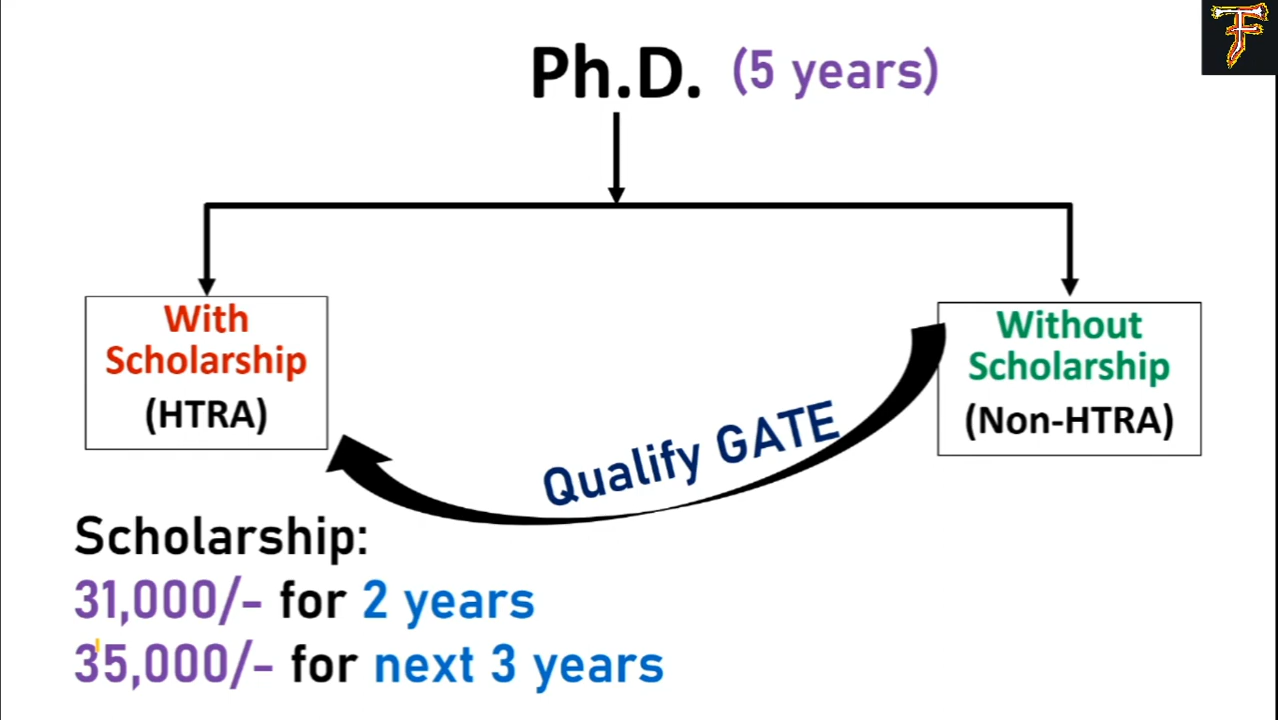 Ph.D. (5 years)
With
Scholarship
(HTRA)
Without
Scholarship
(Non-HTRA)
Qualify GATE
Scholarship:
31,000/- for 2 years
35,000/- for next 3 years